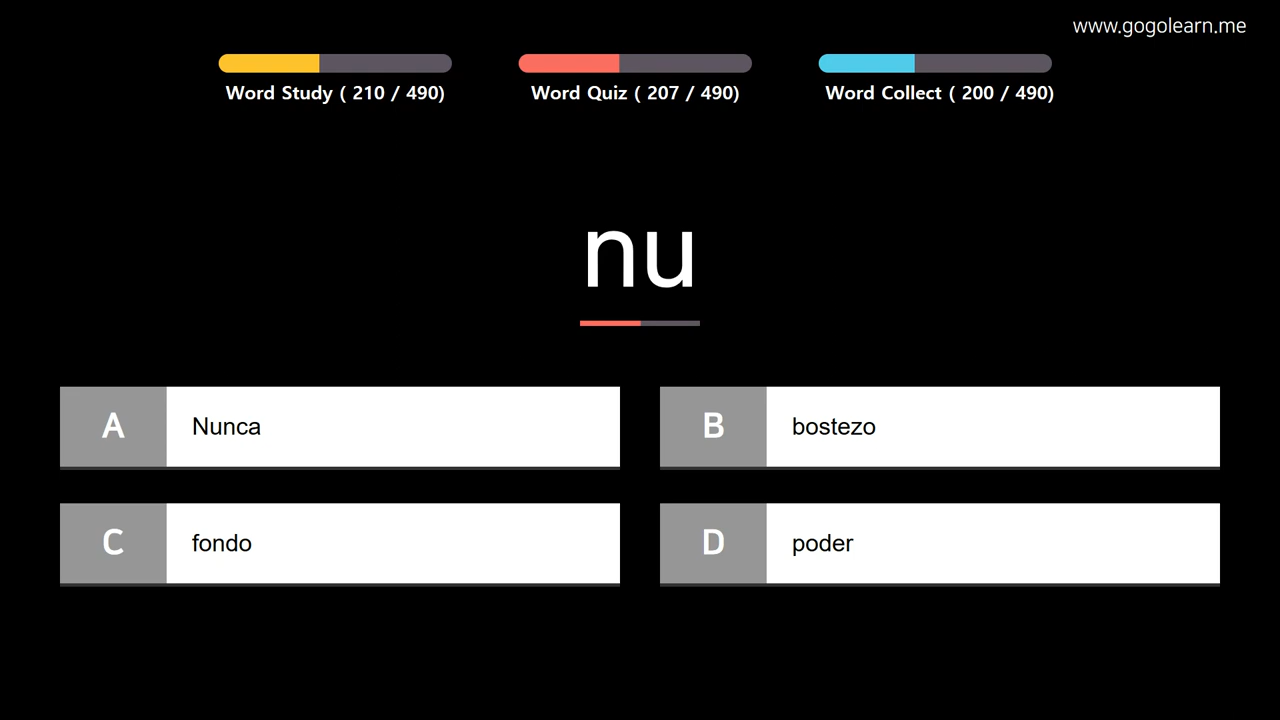 www.gogolearn.me
Word Study ( 210 / 490)
Word Quiz ( 207 / 490)
Word Collect ( 200 / 490)
nu
A Nunca
B bostezo
C fondo
D poder